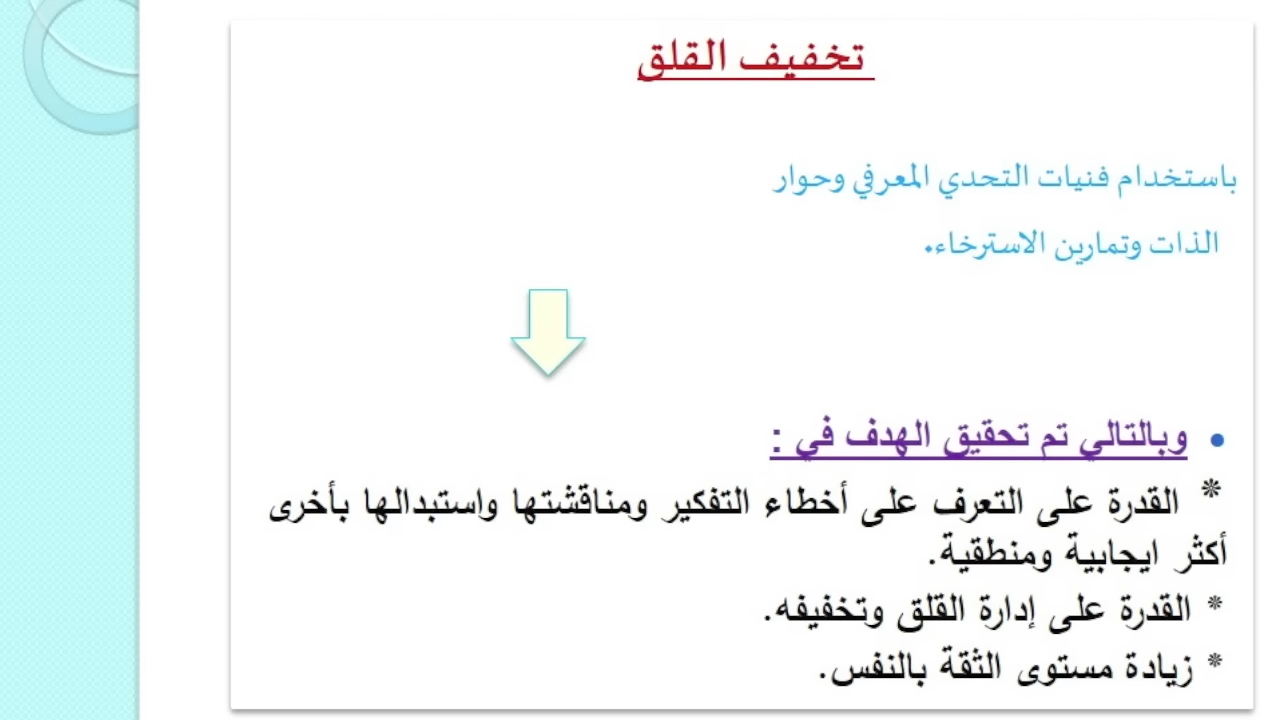 تخفيف القلق
باستخدام فنيات التحدي المعرفي وحوار
الذات وتمارين الاسترخاء.
• وبالتالي تم تحقيق الهدف في :
* القدرة على التعرف على أخطاء التفكير ومناقشتها واستبدالها بأخرى
أكثر ايجابية ومنطقية.
* القدرة على إدارة القلق وتخفيفه.
* زيادة مستوى الثقة بالنفس.